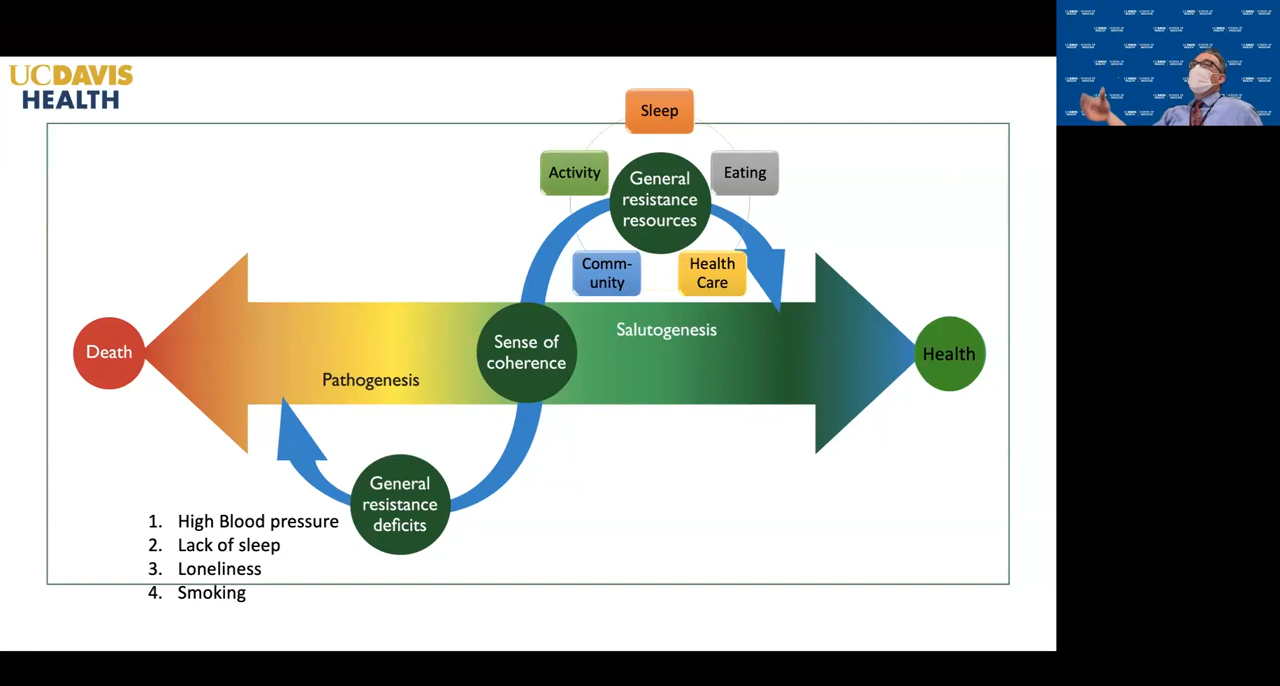 UCDAVIS
HEALTH
Sleep
Activity
General
resistance
resources
Eating
Comm-
unity
Health
Care
Death
Sense of
coherence
Salutogenesis
Health
Pathogenesis
General
resistance
deficits
1. High Blood pressure
2. Lack of sleep
3. Loneliness
4. Smoking